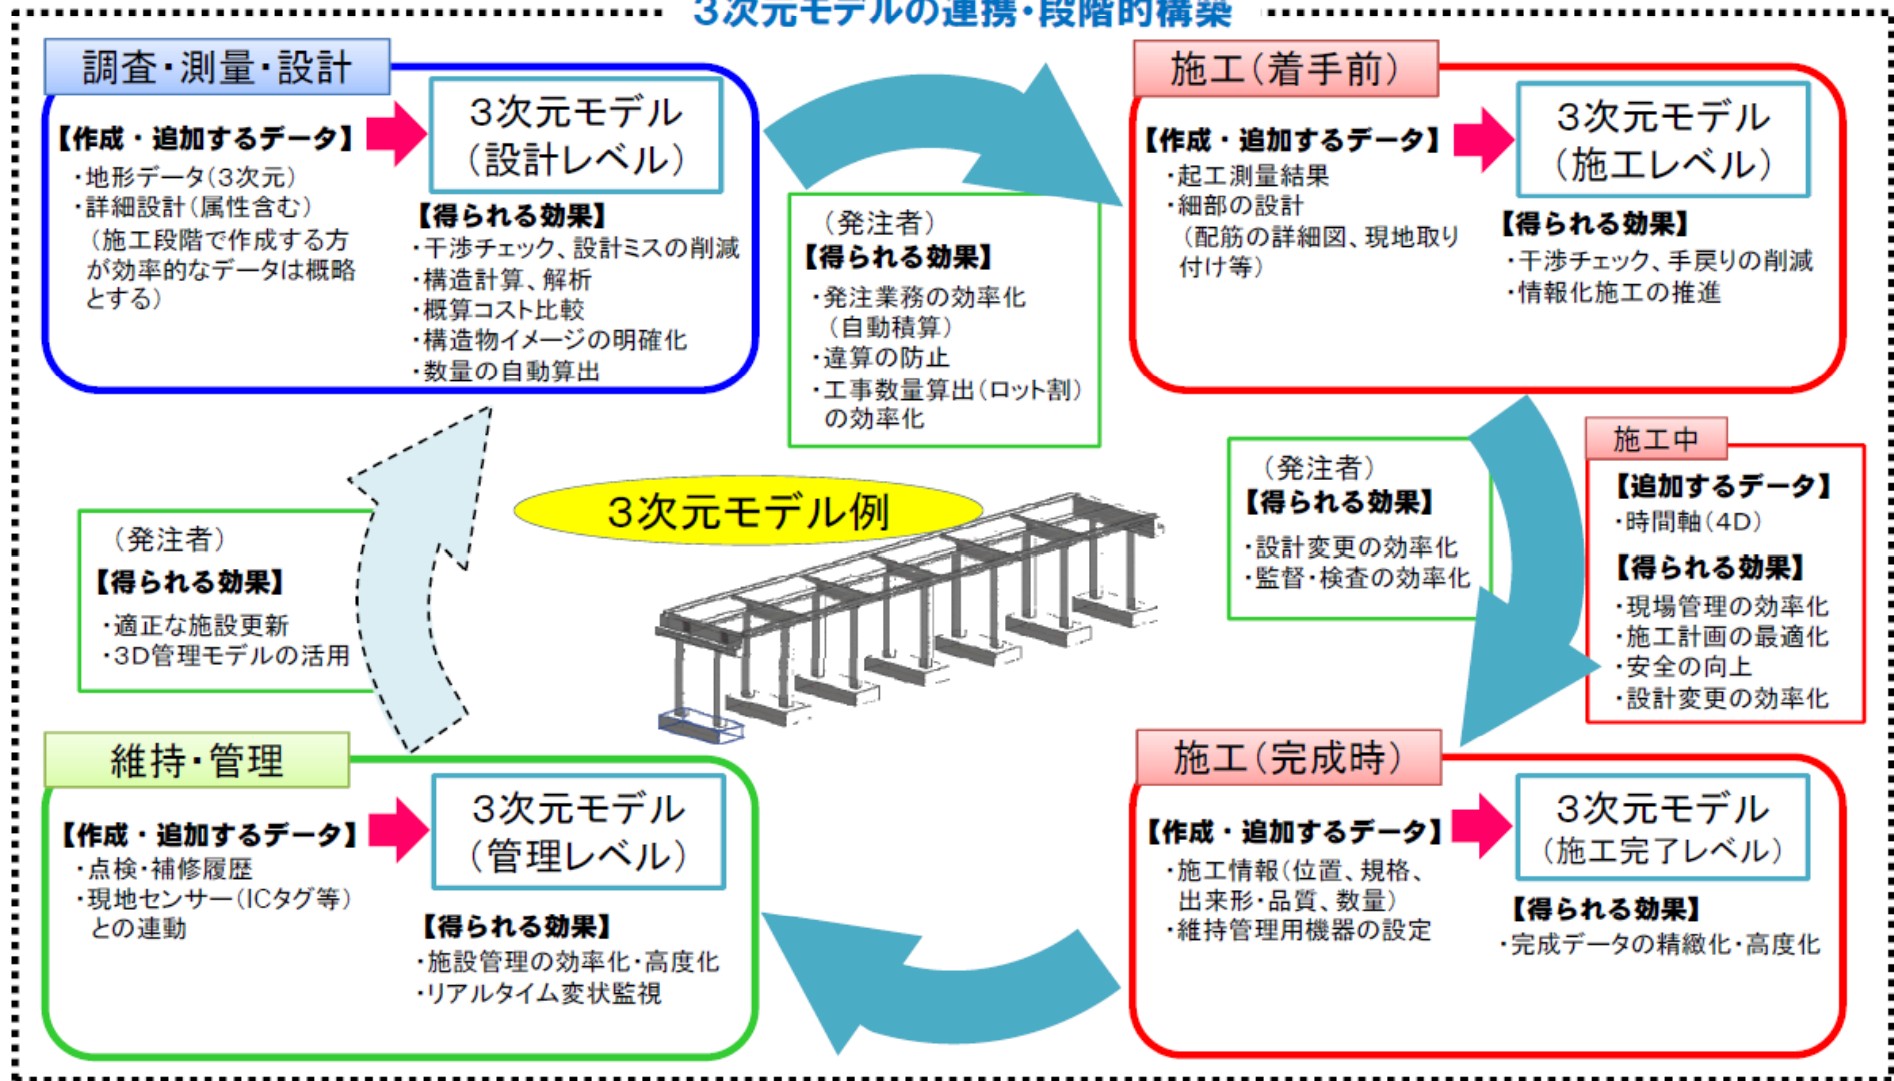 3次元モデルの連携・段階的構築
調査・測量・設計
【作成・追加するデータ】
・地形データ（3次元）
・詳細設計（属性含む）
（施工段階で作成する方
が効率的なデータは概略
とする）
3次元モデル
（設計レベル）
【得られる効果】
・干渉チェック、設計ミスの削減
・構造計算、解析
・概算コスト比較
・構造物イメージの明確化
・数量の自動算出
（発注者）
【得られる効果】
・発注業務の効率化
（自動積算）
・違算の防止
・工事数量算出（ロット割）
の効率化
施工（着手前）
【作成・追加するデータ】
・起工測量結果
・細部の設計
（配筋の詳細図、現地取り
付け等）
3次元モデル
（施工レベル）
【得られる効果】
・干渉チェック、手戻りの削減
・情報化施工の推進
（発注者）
【得られる効果】
・設計変更の効率化
・監督・検査の効率化
施工中
【追加するデータ】
・時間軸（4D）
【得られる効果】
・現場管理の効率化
・施工計画の最適化
・安全の向上
・設計変更の効率化
3次元モデル例
（発注者）
【得られる効果】
・適正な施設更新
・3D管理モデルの活用
施工（完成時）
【作成・追加するデータ】
・施工情報（位置、規格、
出来形・品質、数量）
・維持管理用機器の設定
3次元モデル
（施工完了レベル）
【得られる効果】
・完成データの精緻化・高度化
維持・管理
【作成・追加するデータ】
・点検・補修履歴
・現地センサー（ICタグ等）
との連動
3次元モデル
（管理レベル）
【得られる効果】
・施設管理の効率化・高度化
・リアルタイム変状監視